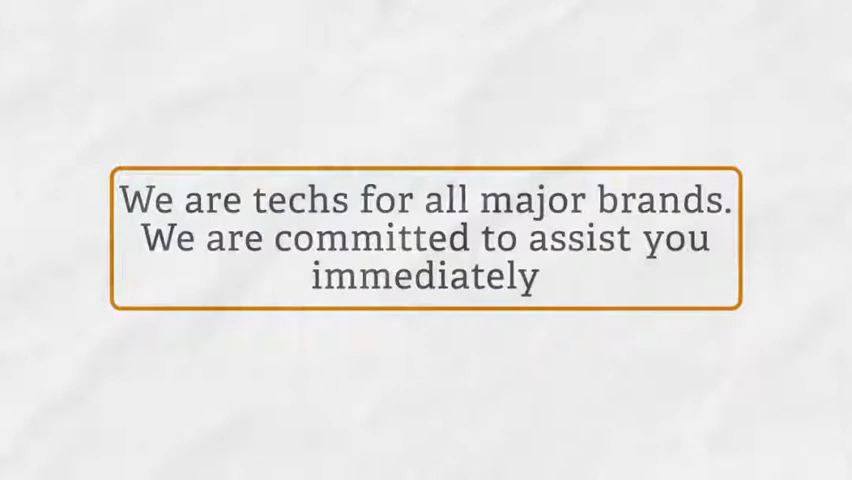 We are techs for all major brands.
We are committed to assist you
immediately